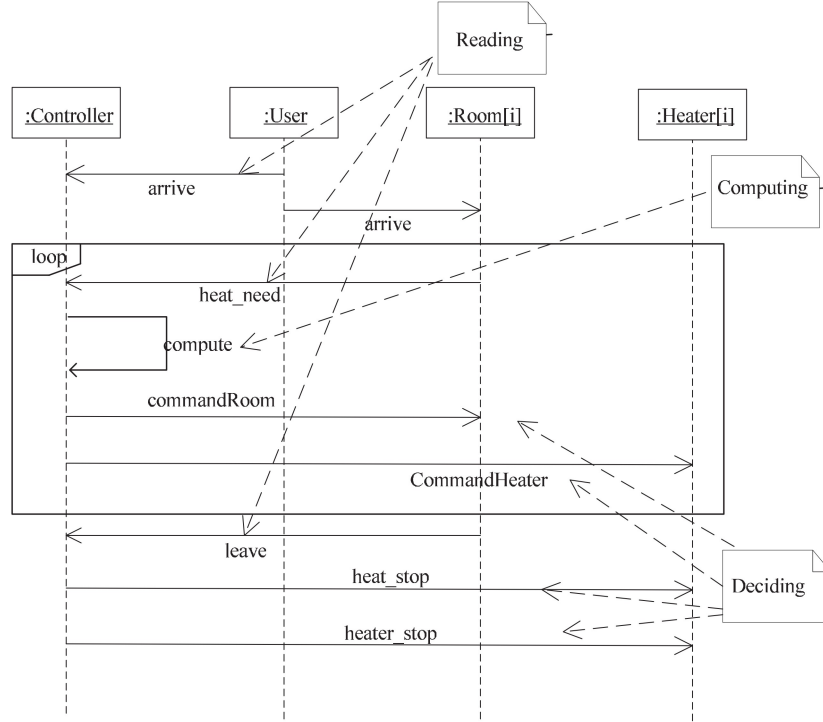 Reading
:Controller
:User
:Room[i]
:Heater[i]
arrive
Computing
arrive
loop
heat_need
compute
commandRoom
CommandHeater
leave
heat_stop
Deciding
heater_stop